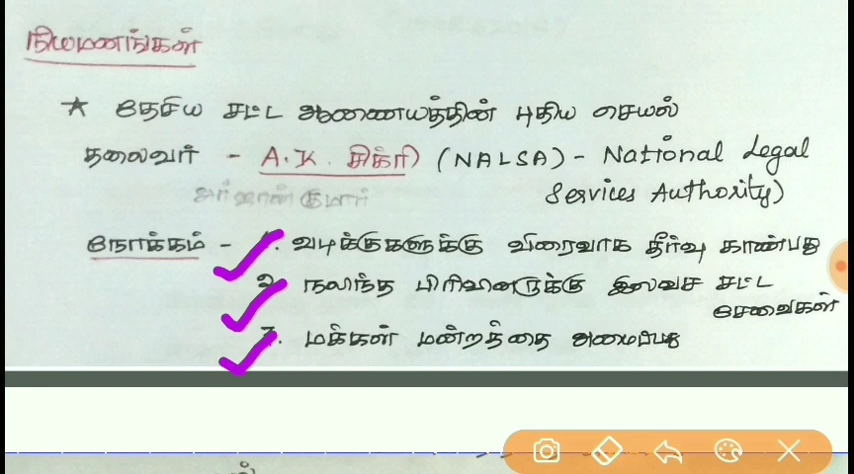 நியமனங்கள்
★ தேசிய சட்ட ஆணையத்தின் புதிய செயல்
தலைவர் - A.K. சிக்ரி (NALSA) - National Legal
அர்ஜான் குமார் Services Authority)
நோக்கம் - 1. வழக்குகளுக்கு விரைவாக தீர்வு காண்பது
2. நலிந்த பிரிவினருக்கு இலவச சட்ட
சேவைகள்
3. மக்கள் மன்றத்தை அமைப்பது